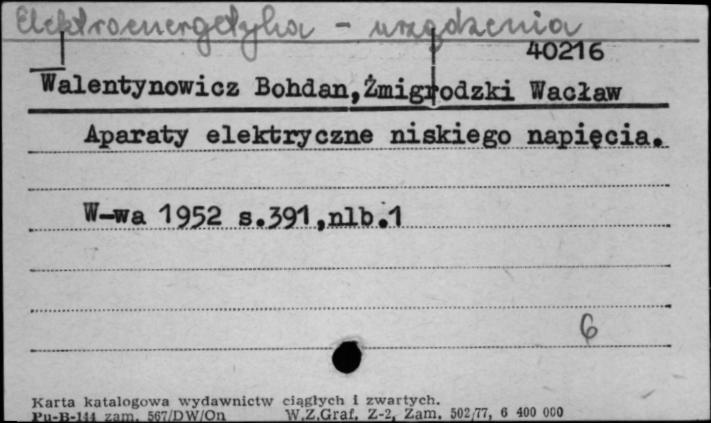 Elektroenergetyka - urządzenia
40216
Walentynowicz Bohdan, Żmigrodzki Wacław
Aparaty elektryczne niskiego napięcia.
W-wa 1952 s.391,nlb.1
6
Karta katalogowa wydawnictw ciągłych i zwartych.
Pu-B-144 zam. 567/DW/On W.Z.Graf. Z-2, Zam. 502/77, 6 400 000